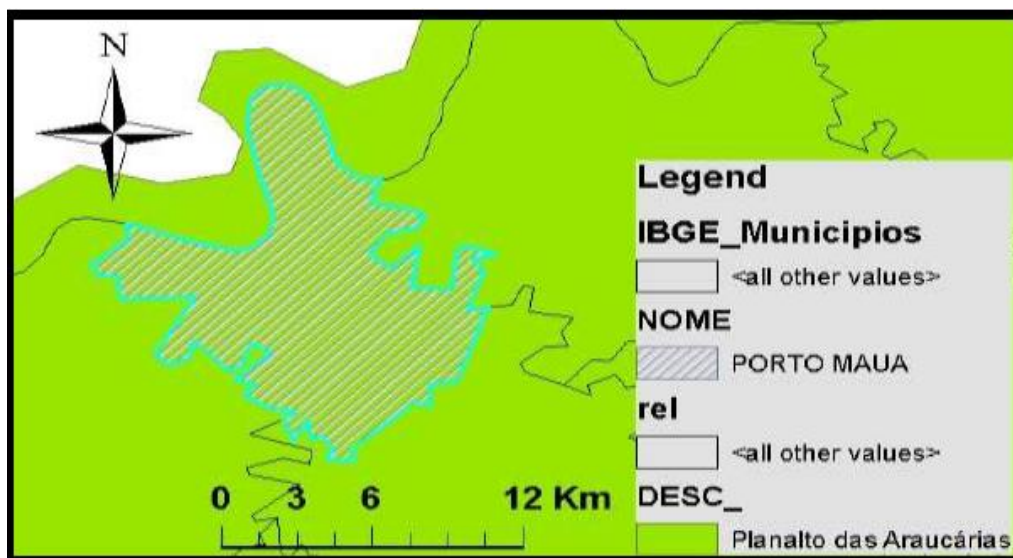 N
Legend
IBGE_Municipios
<all other values>
NOME
PORTO MAUA
rel
<all other values>
DESC_
Planalto das Araucárias
0 3 6 12 Km